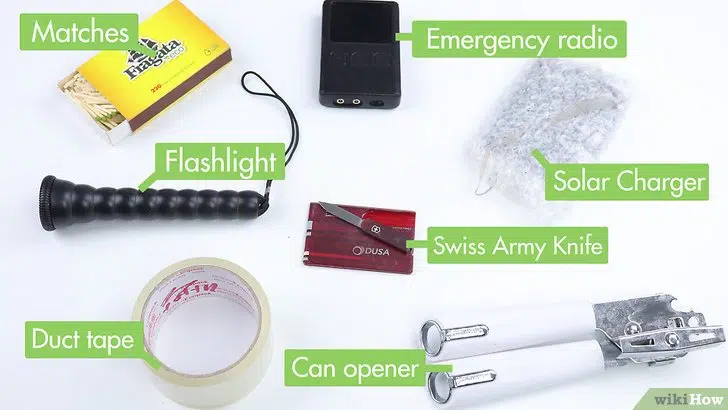 Matches
Emergency radio
Fragata
Flashlight
Solar Charger
DUSA
Swiss Army Knife
Duct tape
Can opener
wikiHow